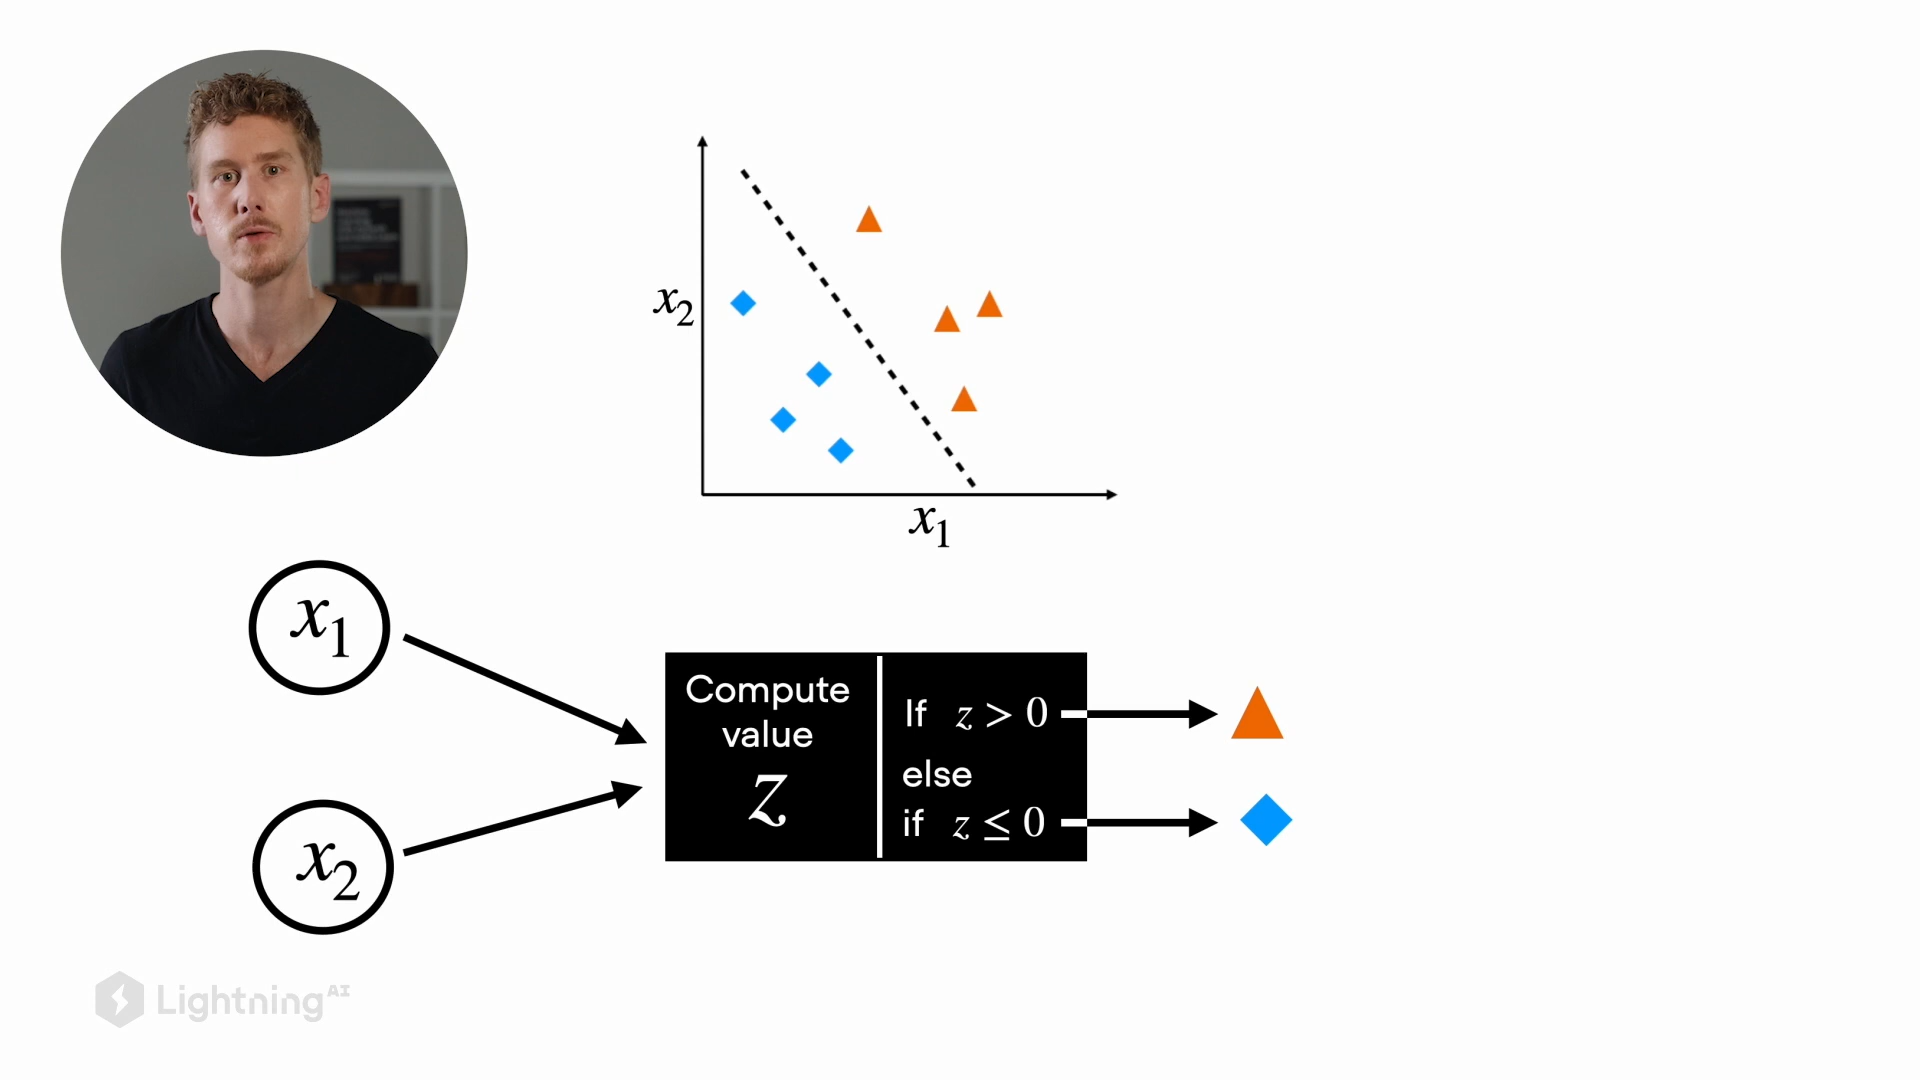 x₂
x₁
x₁
x₂
Compute
value
z
If z > 0
else
if z ≤ 0
Lightning AI